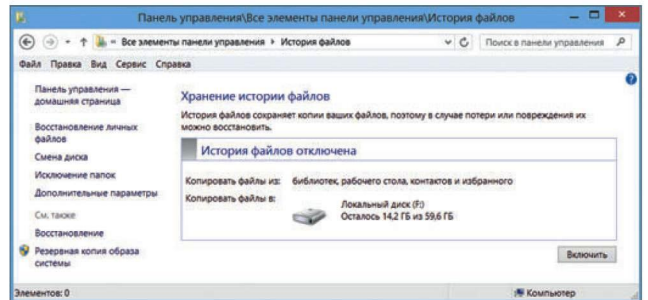 Панель управления\Все элементы панели управления\История файлов
« Все элементы панели управления › История файлов
Поиск в панели управления
Файл Правка Вид Сервис Справка
Панель управления —
домашняя страница
Восстановление личных
файлов
Смена диска
Исключение папок
Дополнительные параметры
См. также
Восстановление
Резервная копия образа
системы
Хранение истории файлов
История файлов сохраняет копии ваших файлов, поэтому в случае потери или повреждения их
можно восстановить.
История файлов отключена
Копировать файлы из: библиотек, рабочего стола, контактов и избранного
Копировать файлы в: Локальный диск (F:)
Осталось 14,2 ГБ из 59,6 ГБ
Включить
Элементов: 0
Компьютер